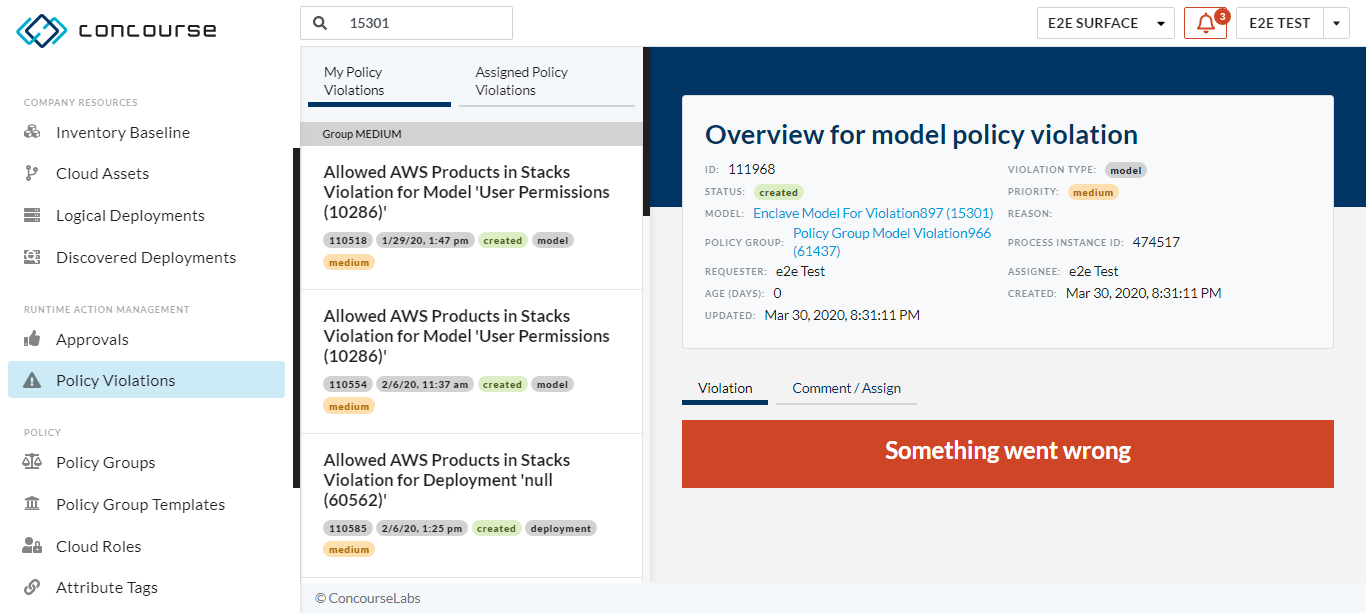 concourse
15301
E2E SURFACE
3
E2E TEST
COMPANY RESOURCES
Inventory Baseline
Cloud Assets
Logical Deployments
Discovered Deployments
RUNTIME ACTION MANAGEMENT
Approvals
Policy Violations
POLICY
Policy Groups
Policy Group Templates
Cloud Roles
Attribute Tags
My Policy
Violations
Assigned Policy
Violations
Group MEDIUM
Allowed AWS Products in Stacks
Violation for Model 'User Permissions
(10286)'
110518 1/29/20, 1:47 pm created model
medium
Allowed AWS Products in Stacks
Violation for Model 'User Permissions
(10286)'
110554 2/6/20, 11:37 am created model
medium
Allowed AWS Products in Stacks
Violation for Deployment 'null
(60562)'
110585 2/6/20, 1:25 pm created deployment
medium
Overview for model policy violation
ID: 111968
VIOLATION TYPE: model
STATUS: created
PRIORITY: medium
MODEL: Enclave Model For Violation897 (15301)
REASON:
POLICY GROUP: Policy Group Model Violation966
(61437)
PROCESS INSTANCE ID: 474517
REQUESTER: e2e Test
ASSIGNEE: e2e Test
AGE (DAYS): 0
CREATED: Mar 30, 2020, 8:31:11 PM
UPDATED: Mar 30, 2020, 8:31:11 PM
Violation
Comment / Assign
Something went wrong
© ConcourseLabs